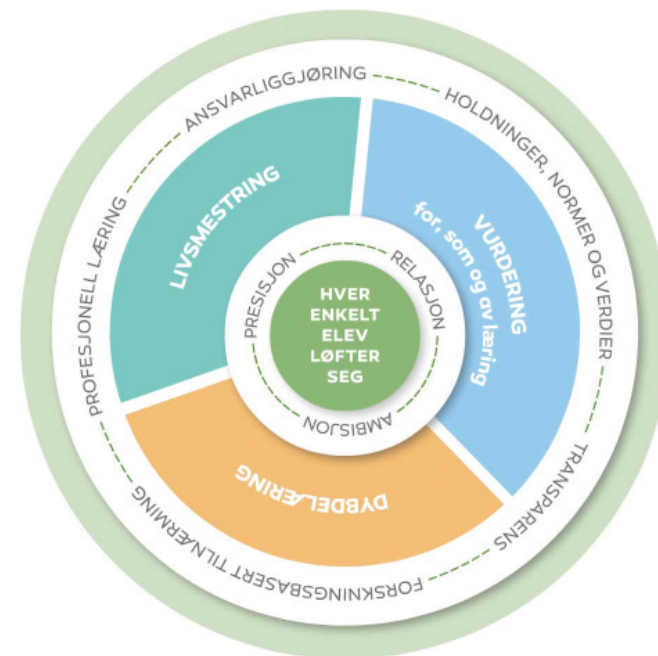 ANSVARLIGGJØRING
HOLDNINGER, NORMER OG VERDIER
TRANSPARENS
FORSKNINGSBASERT TILNÆRMING
PROFESJONELL LÆRING
LIVSMESTRING
VURDERING
for, som og av læring
DYBDELÆRING
PRESISJON
RELASJON
AMBISJON
HVER
ENKELT
ELEV
LØFTER
SEG